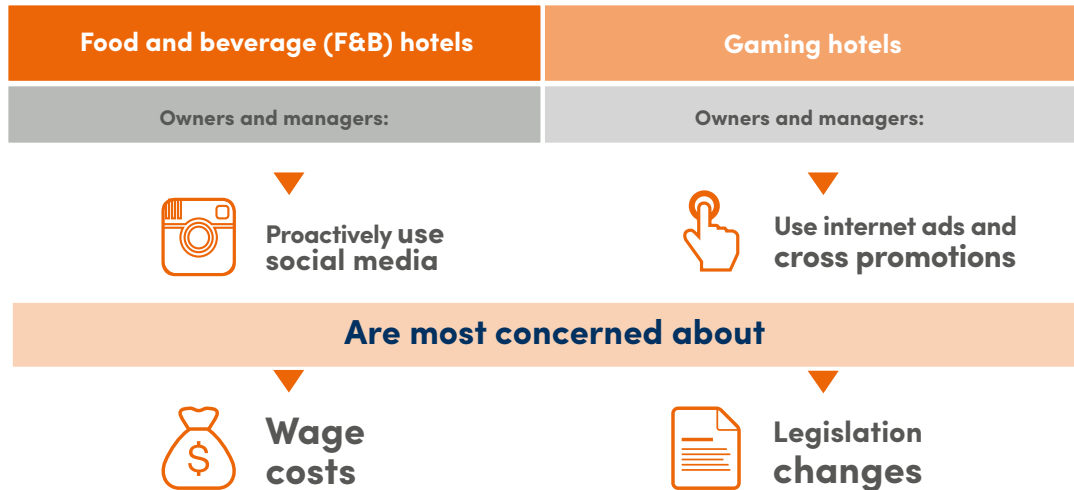 Food and beverage (F&B) hotels
Gaming hotels
Owners and managers:
Owners and managers:
Proactively use
social media
Use internet ads and
cross promotions
Are most concerned about
$
Wage
costs
Legislation
changes